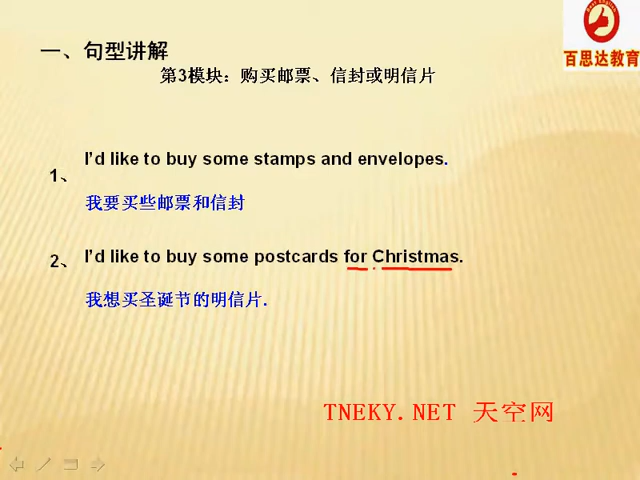 一、句型讲解
百思达教育
第3模块：购买邮票、信封或明信片
1、
I'd like to buy some stamps and envelopes.
我要买些邮票和信封
2、
I'd like to buy some postcards for Christmas.
我想买圣诞节的明信片.
TNEKY.NET 天空网